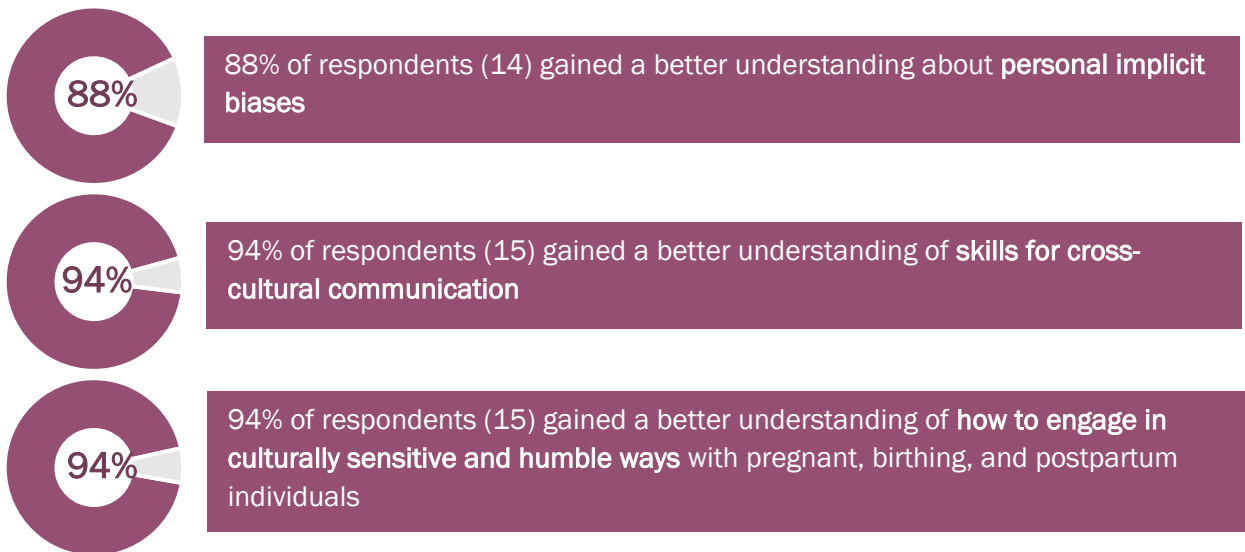 88%
88% of respondents (14) gained a better understanding about personal implicit
biases
94%
94% of respondents (15) gained a better understanding of skills for cross-
cultural communication
94%
94% of respondents (15) gained a better understanding of how to engage in
culturally sensitive and humble ways with pregnant, birthing, and postpartum
individuals